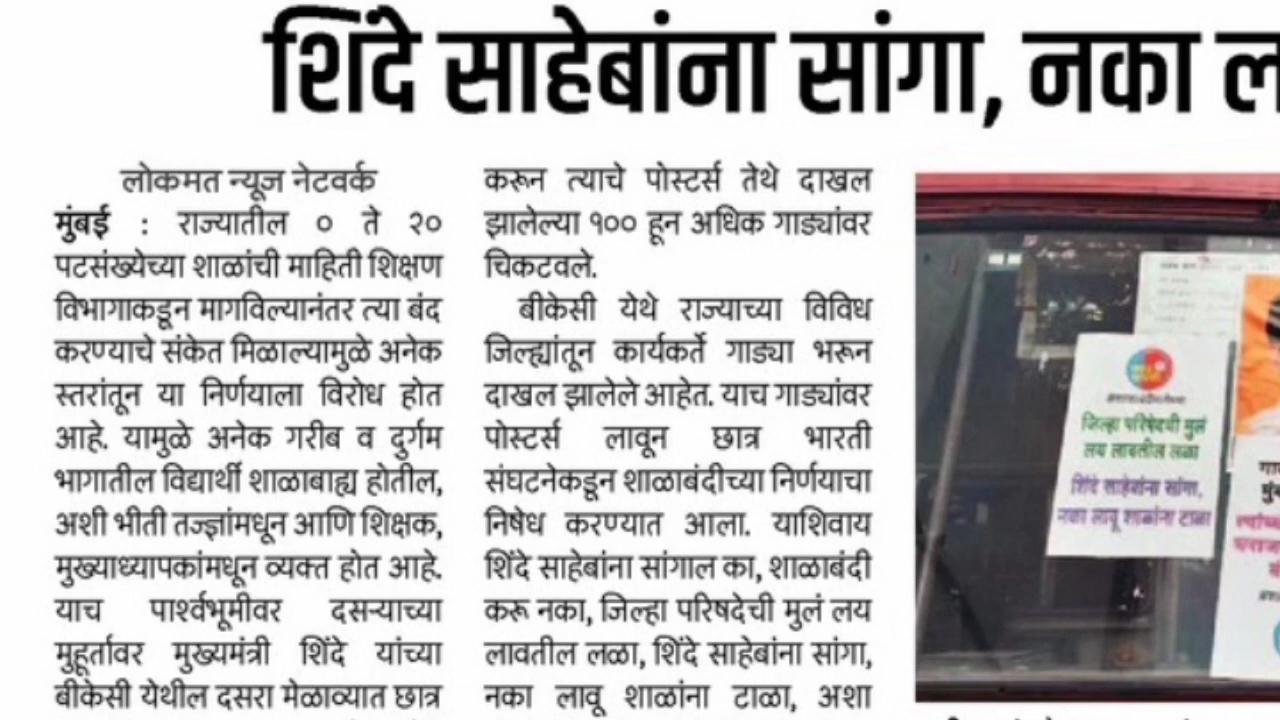 शिंदे साहेबांना सांगा, नका
लोकमत न्यूज नेटवर्क
मुंबई : राज्यातील ० ते २०
पटसंख्येच्या शाळांची माहिती शिक्षण
विभागाकडून मागविल्यानंतर त्या बंद
करण्याचे संकेत मिळाल्यामुळे अनेक
स्तरांतून या निर्णयाला विरोध होत
आहे. यामुळे अनेक गरीब व दुर्गम
भागातील विद्यार्थी शाळाबाह्य होतील,
अशी भीती तज्ज्ञांमधून आणि शिक्षक,
मुख्याध्यापकांमधून व्यक्त होत आहे.
याच पार्श्वभूमीवर दसऱ्याच्या
मुहूर्तावर मुख्यमंत्री शिंदे यांच्या
बीकेसी येथील दसरा मेळाव्यात छात्र
करून त्याचे पोस्टर्स तेथे दाखल
झालेल्या १०० हून अधिक गाड्यांवर
चिकटवले.
बीकेसी येथे राज्याच्या विविध
जिल्ह्यांतून कार्यकर्ते गाड्या भरून
दाखल झालेले आहेत. याच गाड्यांवर
पोस्टर्स लावून छात्र भारती
संघटनेकडून शाळाबंदीच्या निर्णयाचा
निषेध करण्यात आला. याशिवाय
शिंदे साहेबांना सांगाल का, शाळाबंदी
करू नका, जिल्हा परिषदेची मुलं लय
लावतील लळा, शिंदे साहेबांना सांगा,
नका लावू शाळांना टाळा, अशा
जिल्हा परिषदेची मुलं
लय लावतील लळा
शिंदे साहेबांना सांगा,
नका लावू शाळांना टाळा